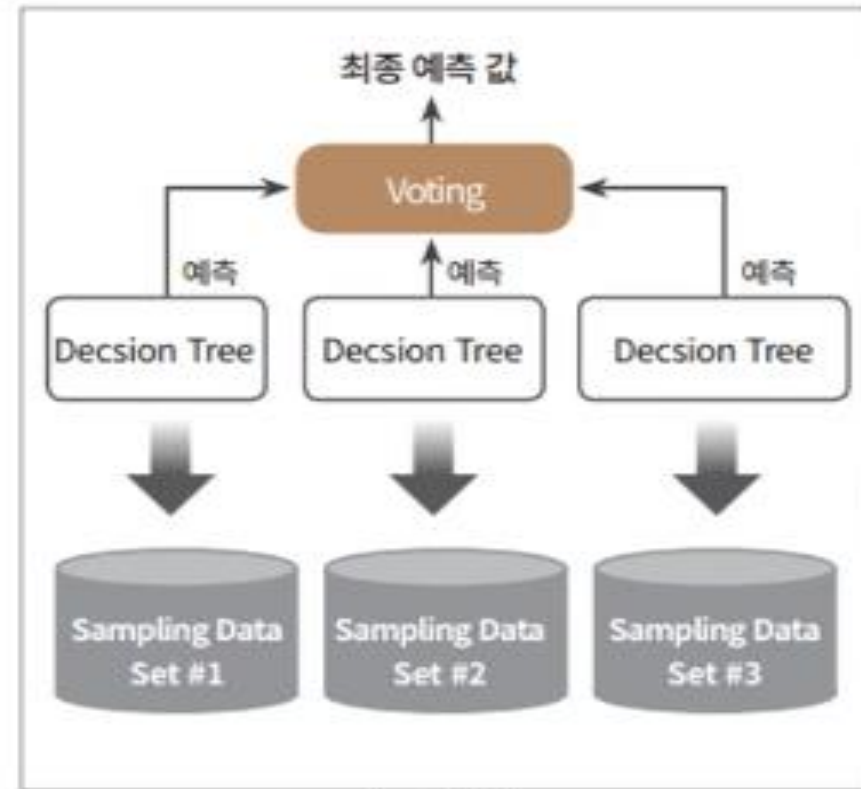 최종 예측 값
Voting
예측
예측
예측
Decsion Tree
Decsion Tree
Decsion Tree
Sampling Data
Set #1
Sampling Data
Set #2
Sampling Data
Set #3